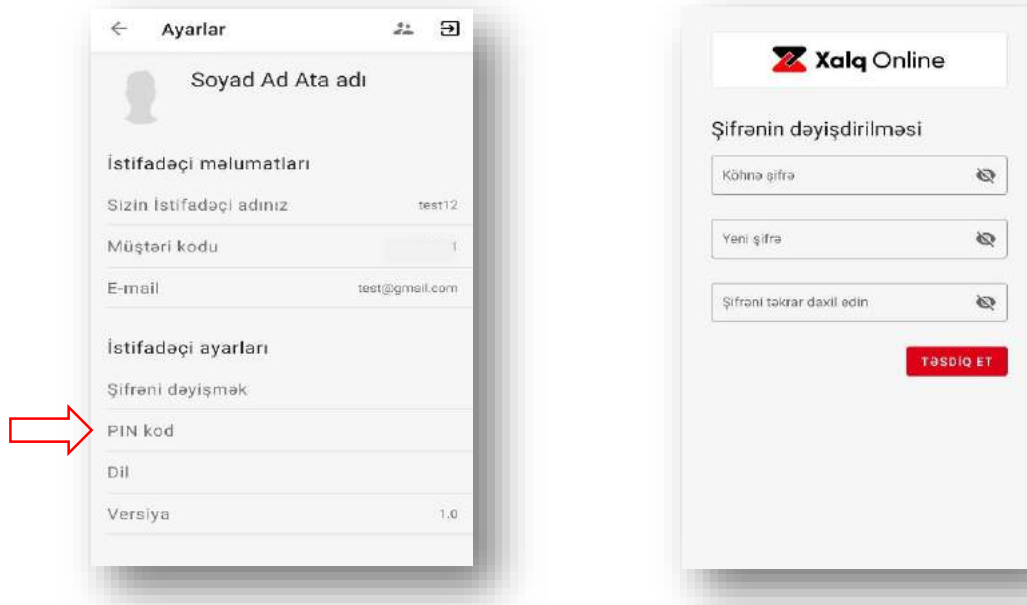 Ayarlar
Soyad Ad Ata adı
İstifadəçi məlumatları
Sizin İstifadəçi adınız test12
Müştəri kodu 1
E-mail test@gmail.com
İstifadəçi ayarları
Şifrəni dəyişmək
PIN kod
Dil
Versiya 1.0
Xalq Online
Şifrənin dəyişdirilməsi
Köhnə şifrə
Yeni şifrə
Şifrəni təkrar daxil edin
TƏSDİQ ET